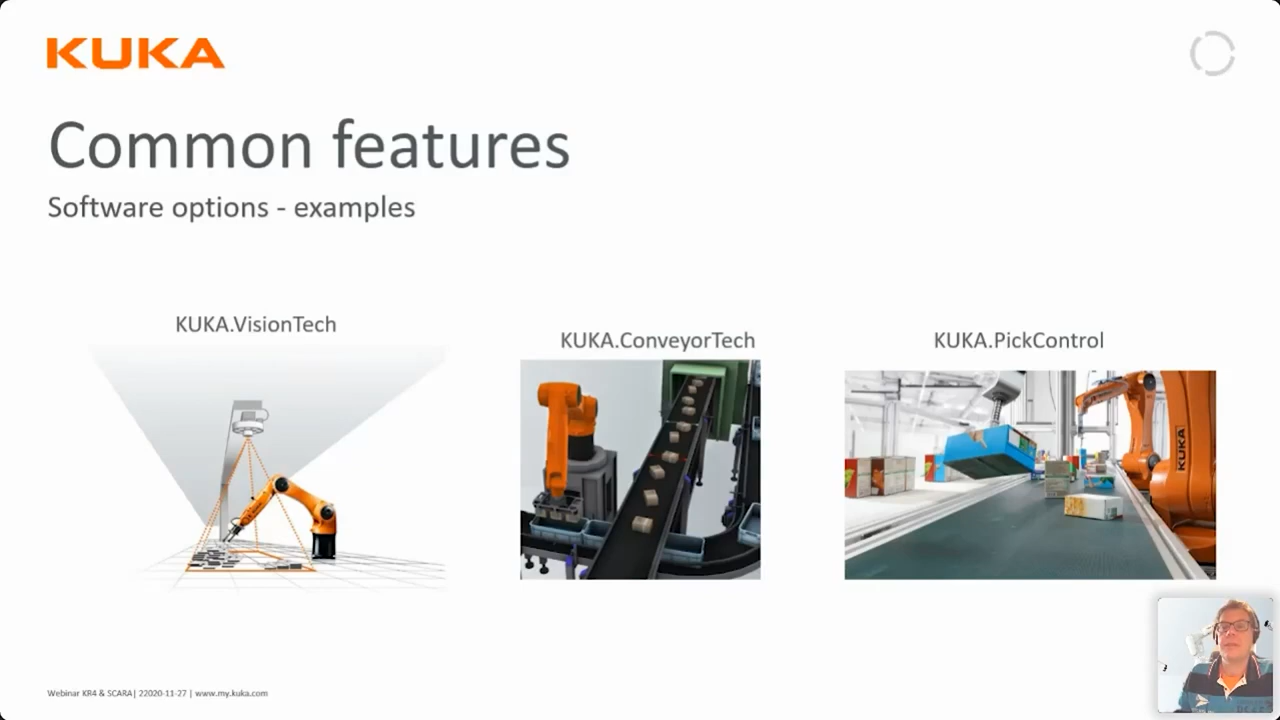 KUKA
Common features
Software options - examples
KUKA.VisionTech
KUKA.ConveyorTech
KUKA.PickControl
KUKA
Webinar KR4 & SCARA| 22020-11-27 | www.my.kuka.com